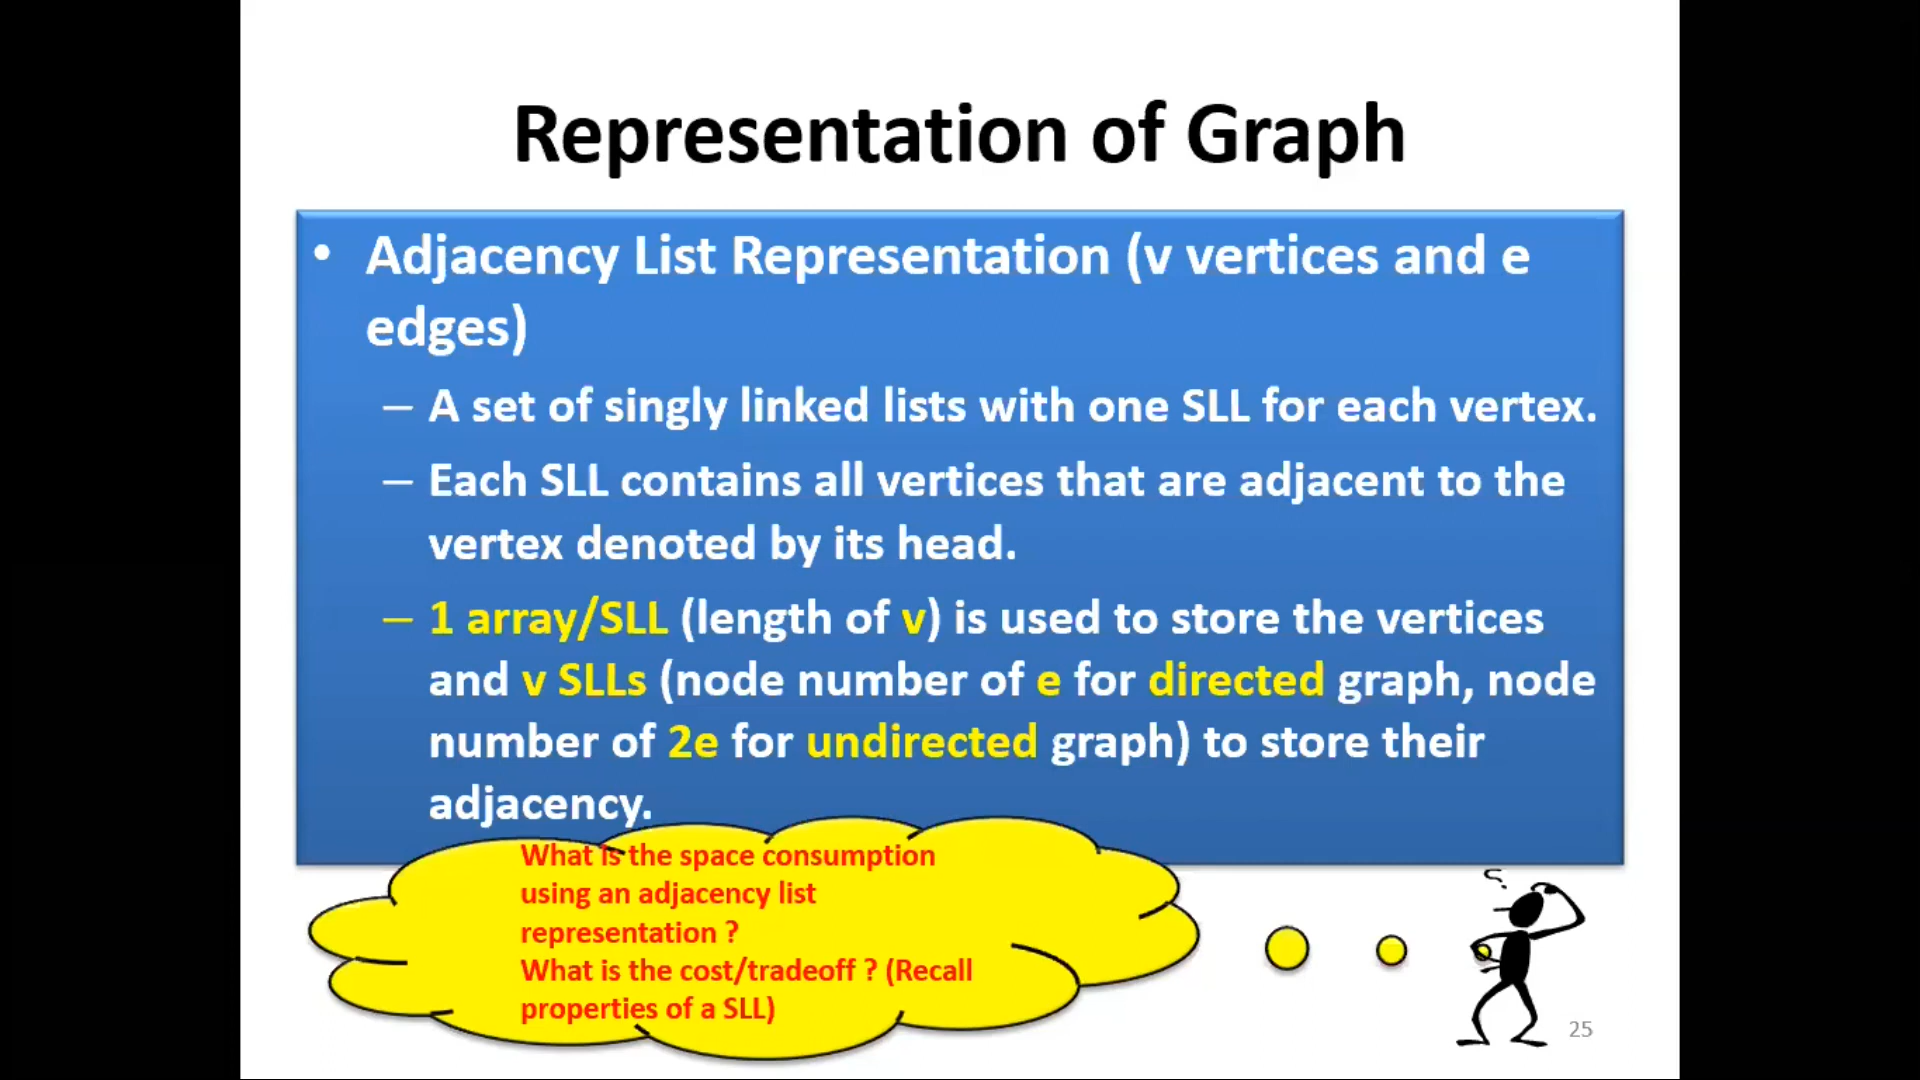 Representation of Graph
• Adjacency List Representation (v vertices and e
edges)
– A set of singly linked lists with one SLL for each vertex.
– Each SLL contains all vertices that are adjacent to the
vertex denoted by its head.
– 1 array/SLL (length of v) is used to store the vertices
and v SLLs (node number of e for directed graph, node
number of 2e for undirected graph) to store their
adjacency.
What is the space consumption
using an adjacency list
representation ?
What is the cost/tradeoff ? (Recall
properties of a SLL)
25